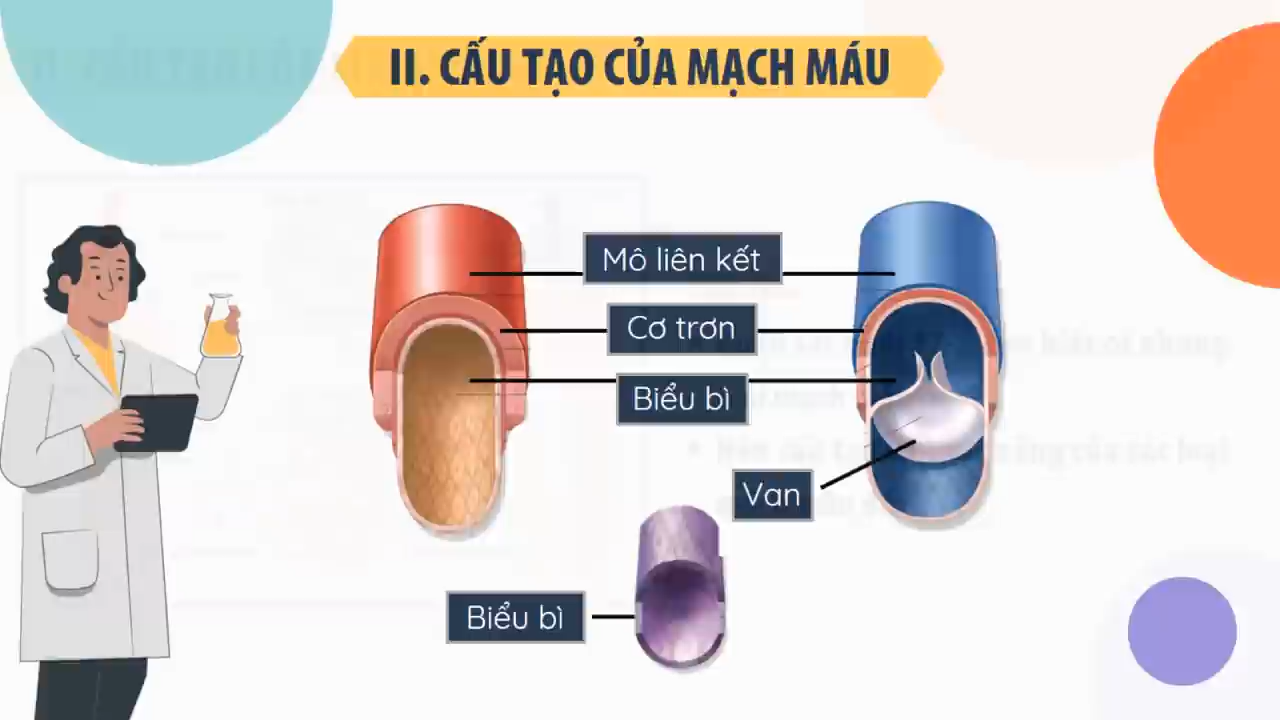 II. CẤU TẠO CỦA MẠCH MÁU
Mô liên kết
Cơ trơn
Biểu bì
Van
Biểu bì